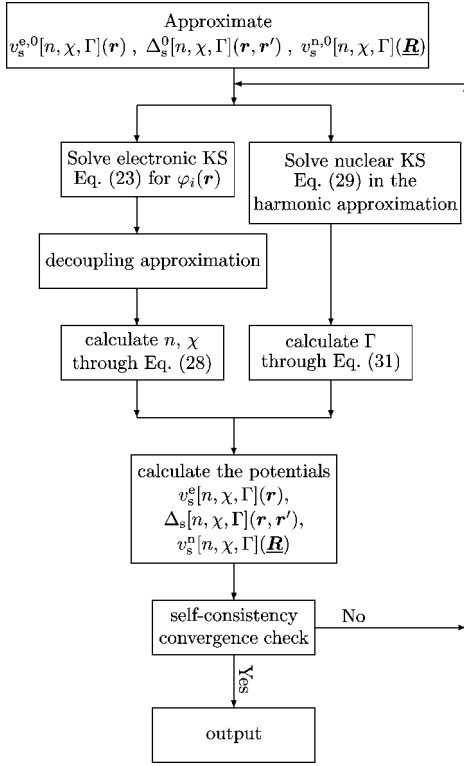 Approximate
v_s^{e,0}[n, χ, Γ](r) , Δ_s^0[n, χ, Γ](r, r′) , v_s^{n,0}[n, χ, Γ](R)
Solve electronic KS
Eq. (23) for φ_i(r)
Solve nuclear KS
Eq. (29) in the
harmonic approximation
decoupling approximation
calculate n, χ
through Eq. (28)
calculate Γ
through Eq. (31)
calculate the potentials
v_s^e[n, χ, Γ](r),
Δ_s[n, χ, Γ](r, r′),
v_s^n[n, χ, Γ](R)
self-consistency
convergence check
No
Yes
output